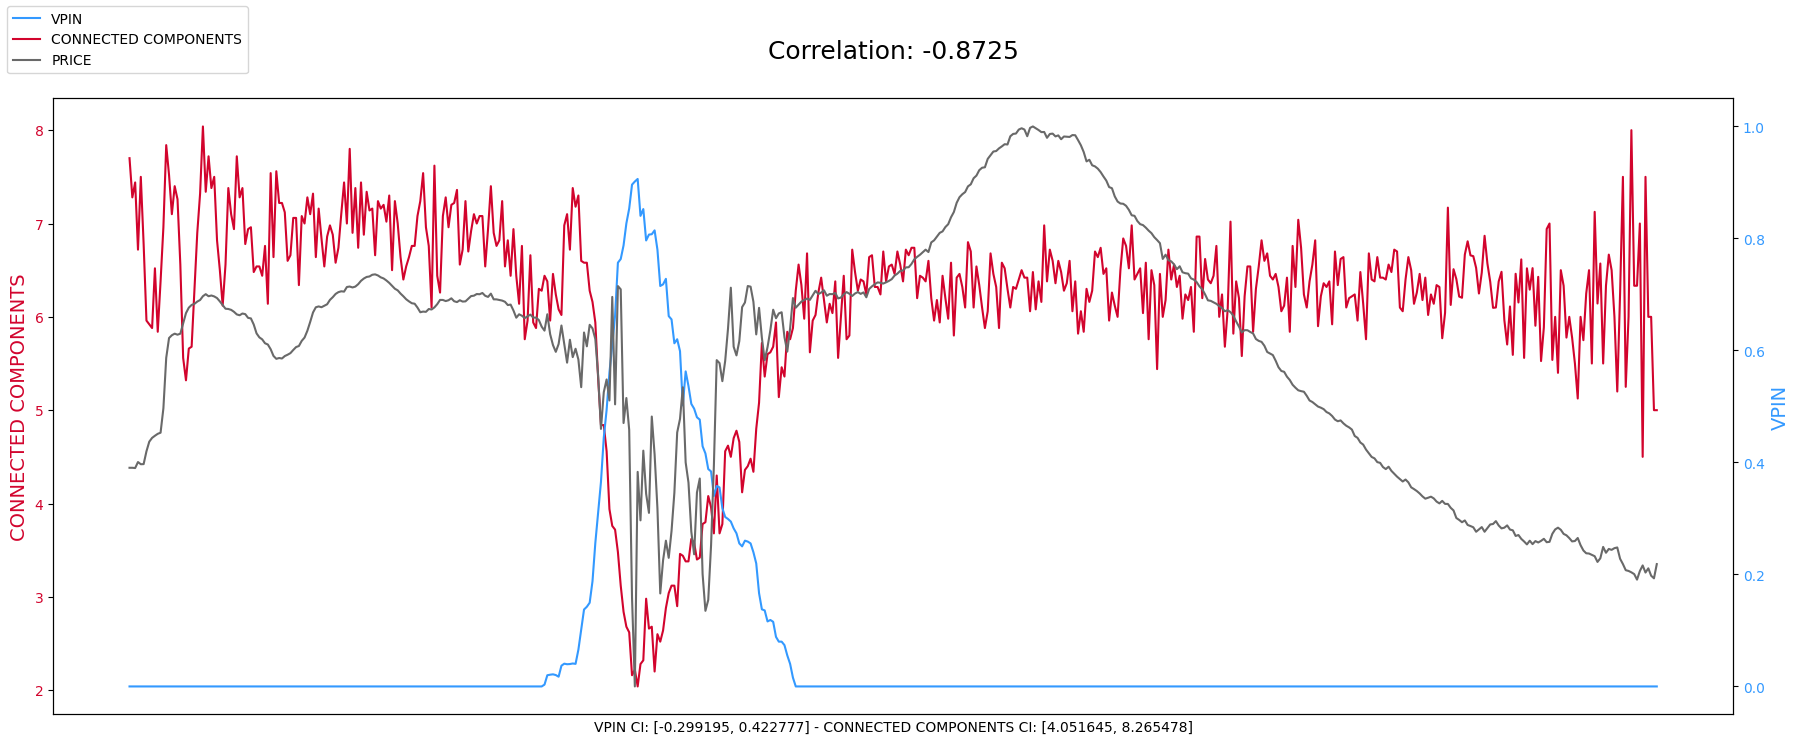 VPIN
CONNECTED COMPONENTS
PRICE
Correlation: -0.8725
8
7
6
5
4
3
2
CONNECTED COMPONENTS
1.0
0.8
0.6
0.4
0.2
0.0
VPIN
VPIN CI: [-0.299195, 0.422777] - CONNECTED COMPONENTS CI: [4.051645, 8.265478]